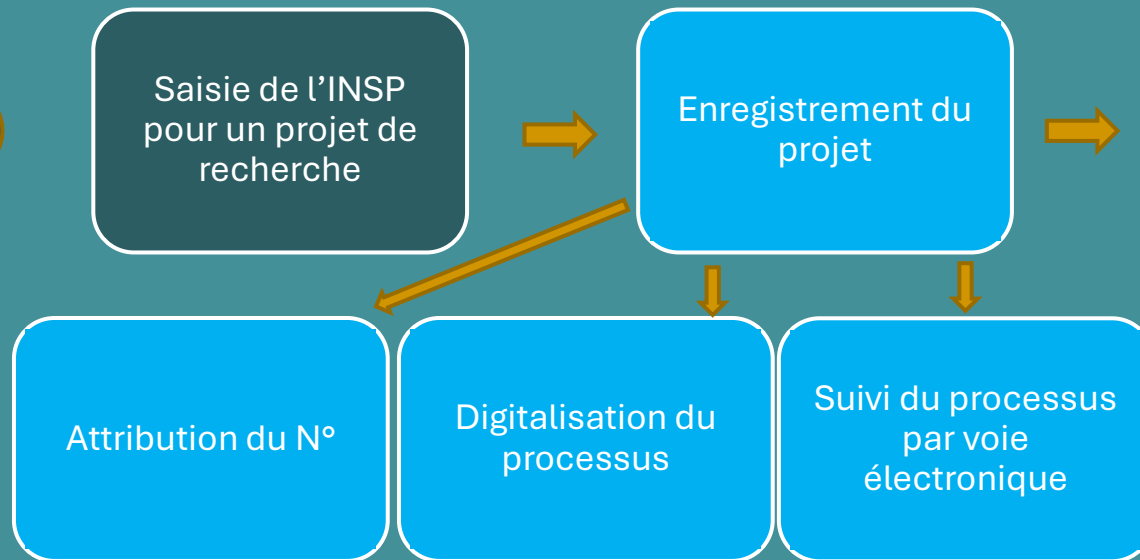 Saisie de l’INSP
pour un projet de
recherche
Enregistrement du
projet
Attribution du N°
Digitalisation du
processus
Suivi du processus
par voie
électronique